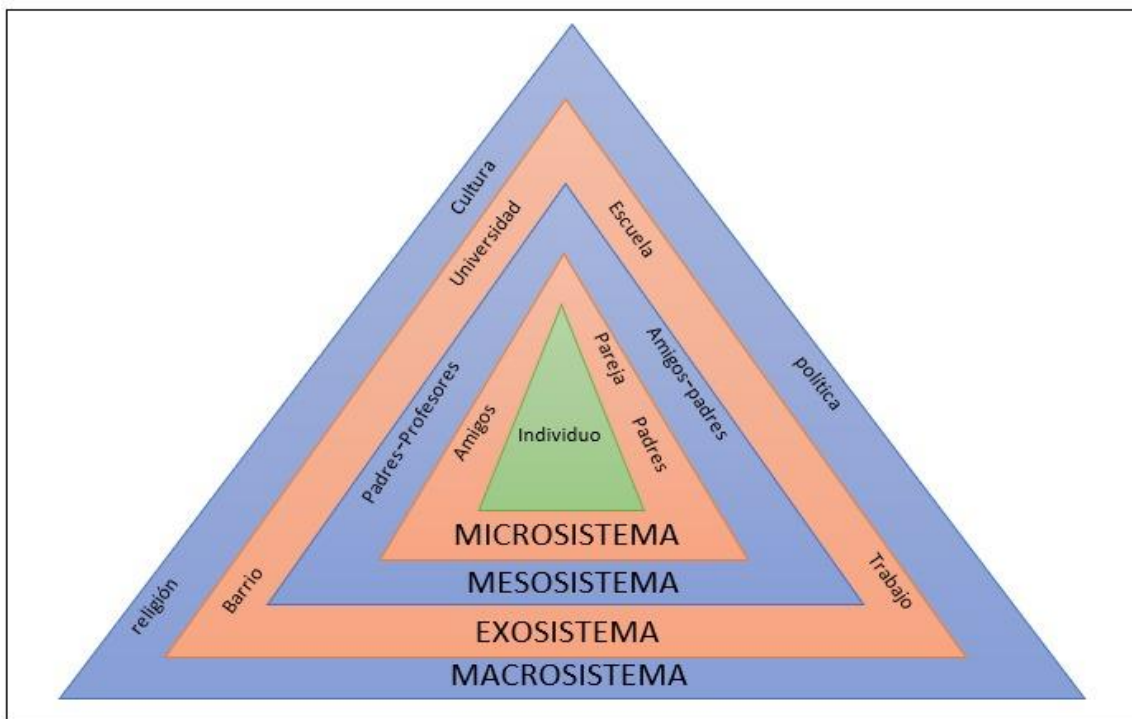 Cultura
Universidad
Escuela
Padres-Profesores
Amigos
Individuo
Pareja
Padres
Amigos-padres
política
religión
Barrio
Trabajo
MICROSISTEMA
MESOSISTEMA
EXOSISTEMA
MACROSISTEMA